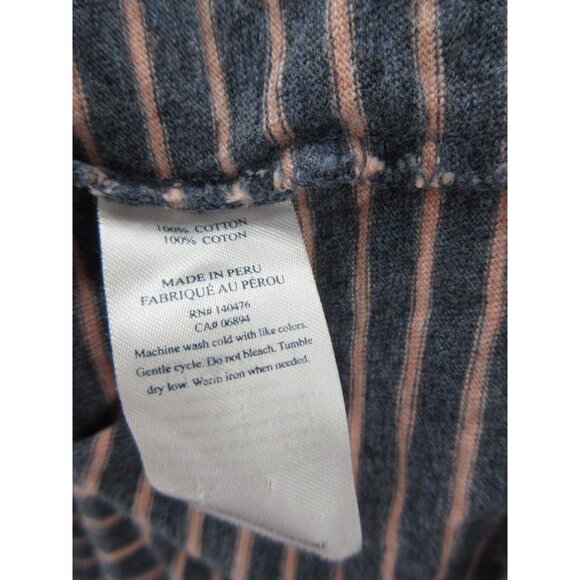 100% COTTON
100% COTON
MADE IN PERU
FABRIQUÉ AU PÉROU
RN# 140476
CA# 06894
Machine wash cold with like colors.
Gentle cycle. Do not bleach. Tumble
dry low. Warm iron when needed.